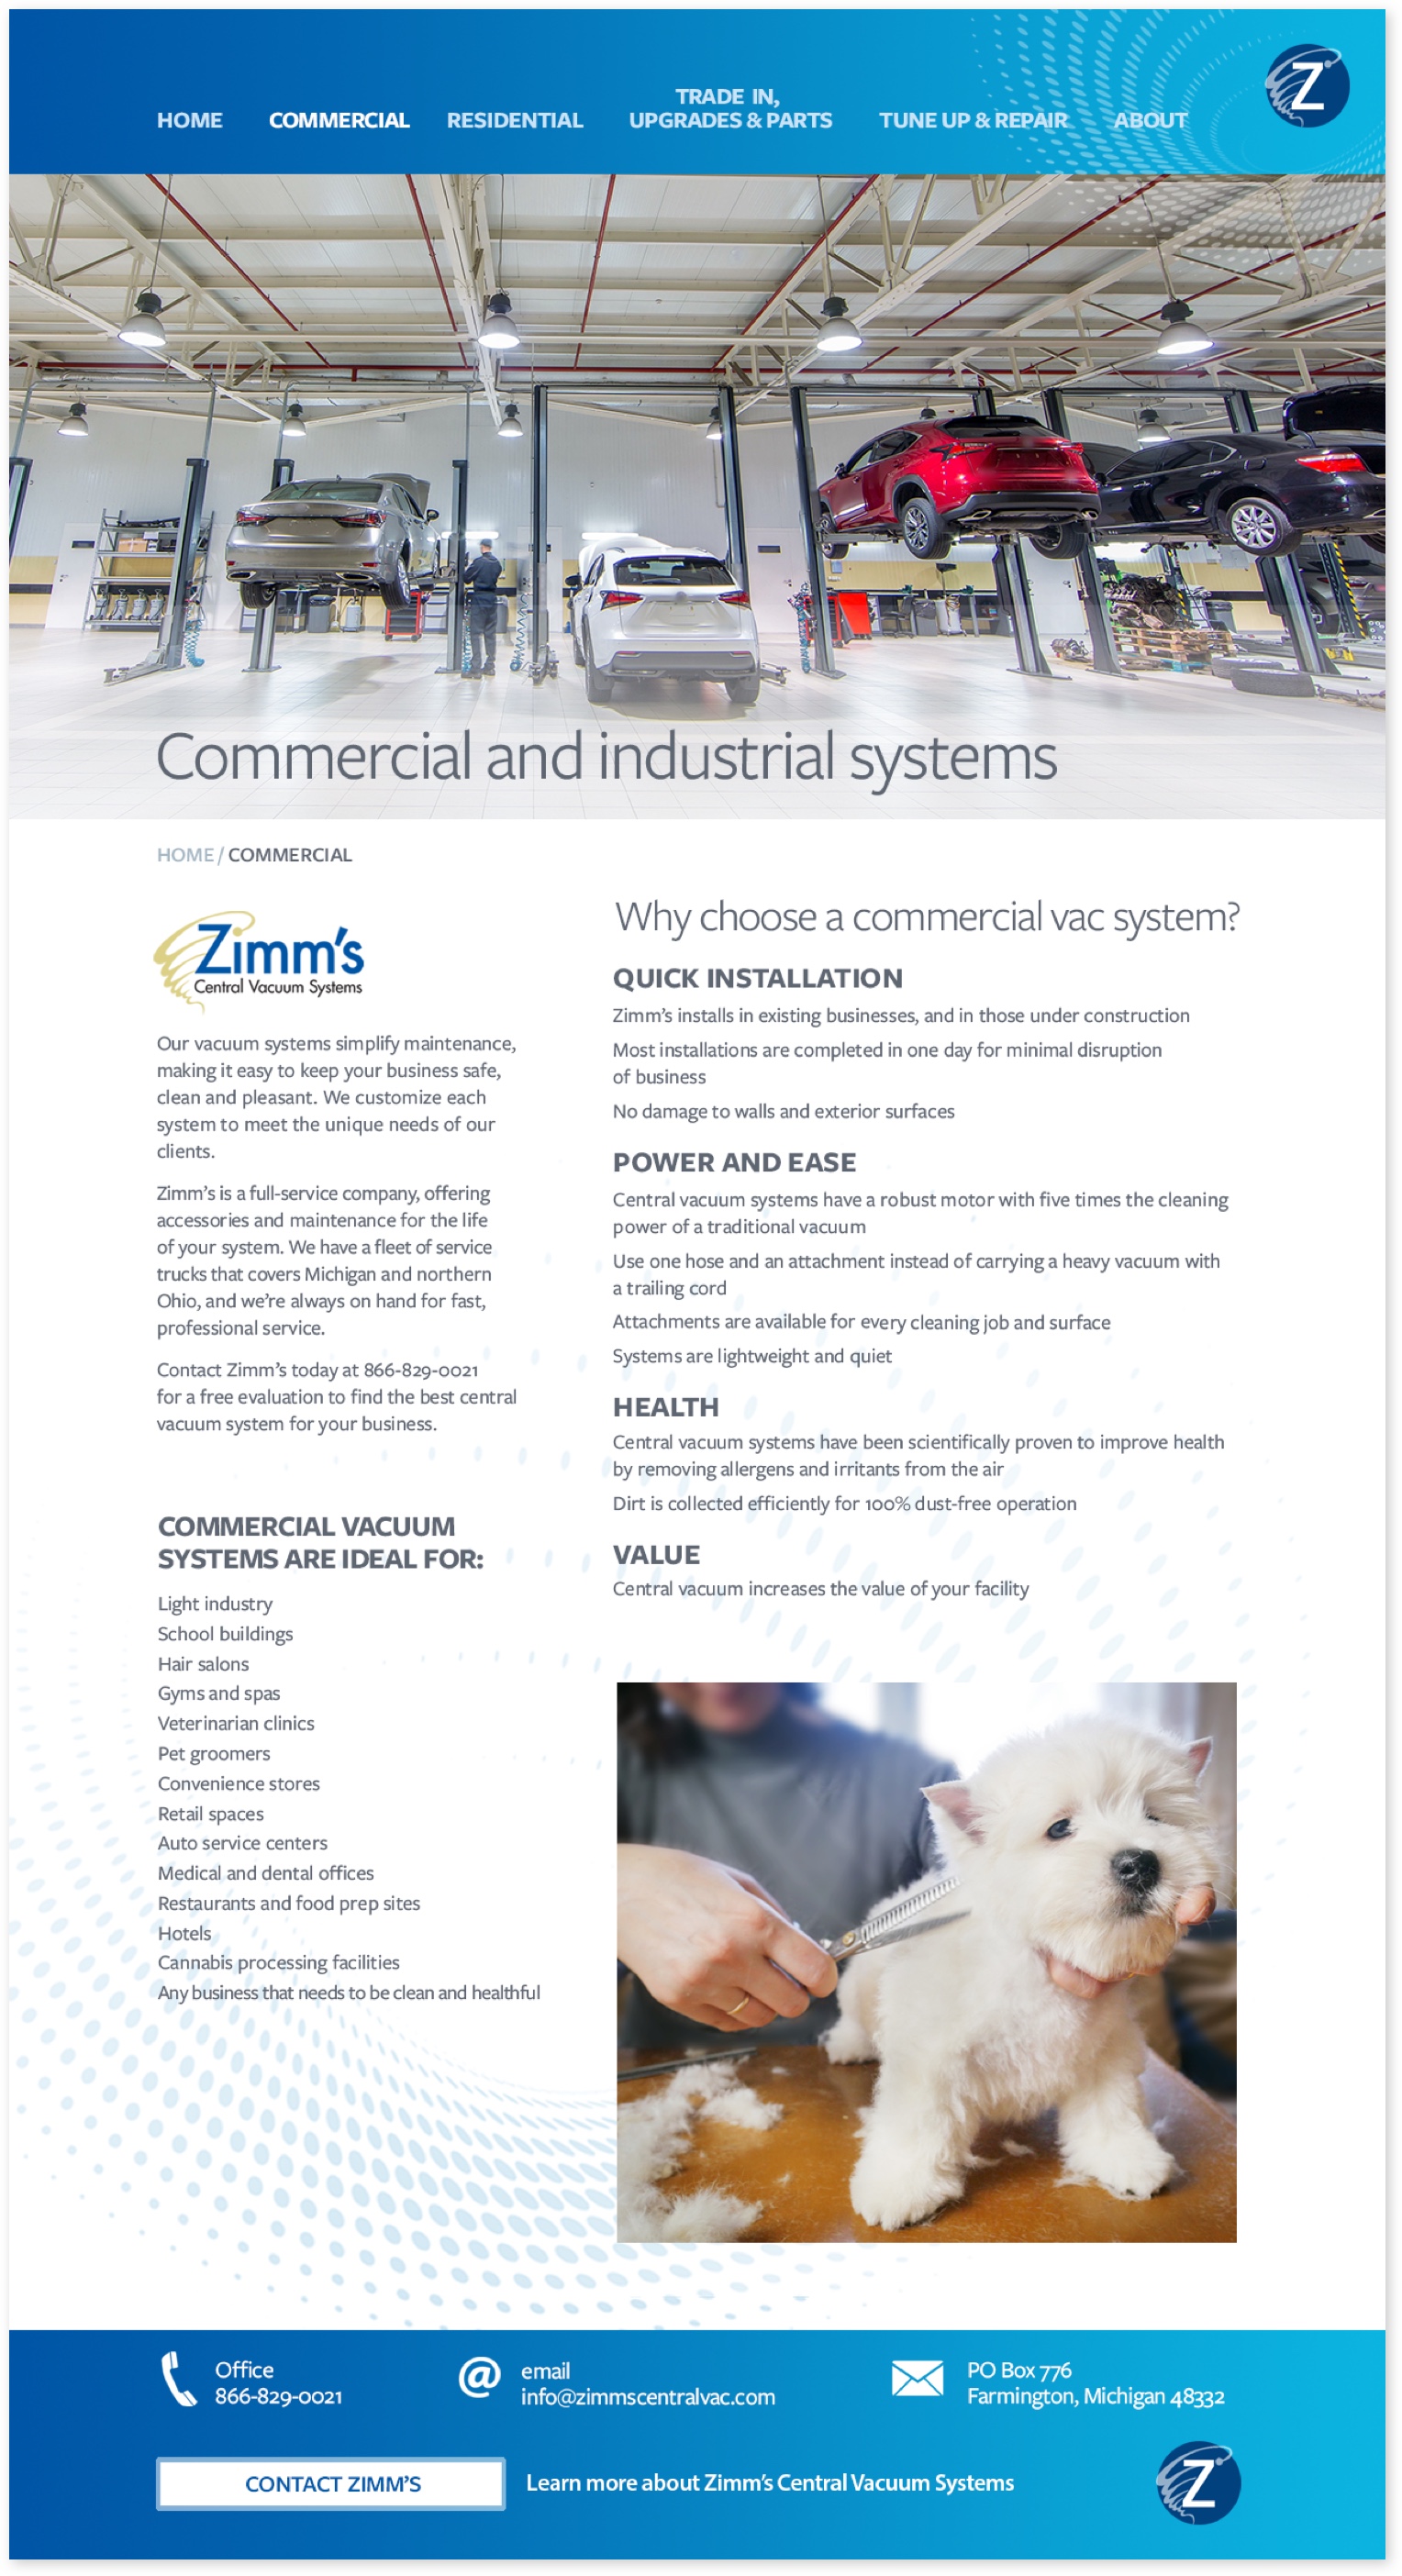 HOME
COMMERCIAL
RESIDENTIAL
TRADE IN,
UPGRADES & PARTS
TUNE UP & REPAIR
ABOUT
Z
Commercial and industrial systems
HOME / COMMERCIAL
Zimm's
Central Vacuum Systems
Our vacuum systems simplify maintenance,
making it easy to keep your business safe,
clean and pleasant. We customize each
system to meet the unique needs of our
clients.
Zimm's is a full-service company, offering
accessories and maintenance for the life
of your system. We have a fleet of service
trucks that covers Michigan and northern
Ohio, and we're always on hand for fast,
professional service.
Contact Zimm's today at 866-829-0021
for a free evaluation to find the best central
vacuum system for your business.
COMMERCIAL VACUUM
SYSTEMS ARE IDEAL FOR:
Light industry
School buildings
Hair salons
Gyms and spas
Veterinarian clinics
Pet groomers
Convenience stores
Retail spaces
Auto service centers
Medical and dental offices
Restaurants and food prep sites
Hotels
Cannabis processing facilities
Any business that needs to be clean and healthful
Why choose a commercial vac system?
QUICK INSTALLATION
Zimm's installs in existing businesses, and in those under construction
Most installations are completed in one day for minimal disruption
of business
No damage to walls and exterior surfaces
POWER AND EASE
Central vacuum systems have a robust motor with five times the cleaning
power of a traditional vacuum
Use one hose and an attachment instead of carrying a heavy vacuum with
a trailing cord
Attachments are available for every cleaning job and surface
Systems are lightweight and quiet
HEALTH
Central vacuum systems have been scientifically proven to improve health
by removing allergens and irritants from the air
Dirt is collected efficiently for 100% dust-free operation
VALUE
Central vacuum increases the value of your facility
Office
866-829-0021
@
email
info@zimmscentralvac.com
PO Box 776
Farmington, Michigan 48332
CONTACT ZIMM'S
Learn more about Zimm's Central Vacuum Systems
Z